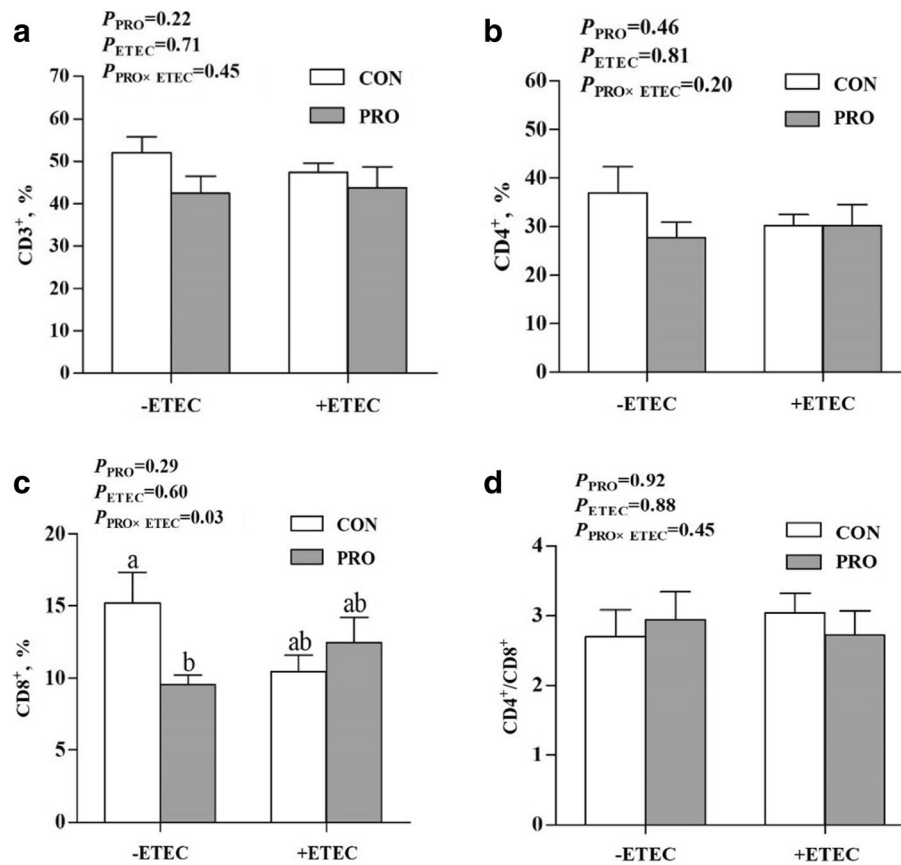 a
P_PRO=0.22
P_ETEC=0.71
P_PRO× ETEC=0.45
CON
PRO
70
60
50
40
30
20
10
0
CD3⁺, %
-ETEC +ETEC
b
P_PRO=0.46
P_ETEC=0.81
P_PRO× ETEC=0.20
CON
PRO
60
50
40
30
20
10
0
CD4⁺, %
-ETEC +ETEC
c
P_PRO=0.29
P_ETEC=0.60
P_PRO× ETEC=0.03
CON
PRO
20
15
10
5
0
CD8⁺, %
a
b
ab
ab
-ETEC +ETEC
d
P_PRO=0.92
P_ETEC=0.88
P_PRO× ETEC=0.45
CON
PRO
4
3
2
1
0
CD4⁺/CD8⁺
-ETEC +ETEC